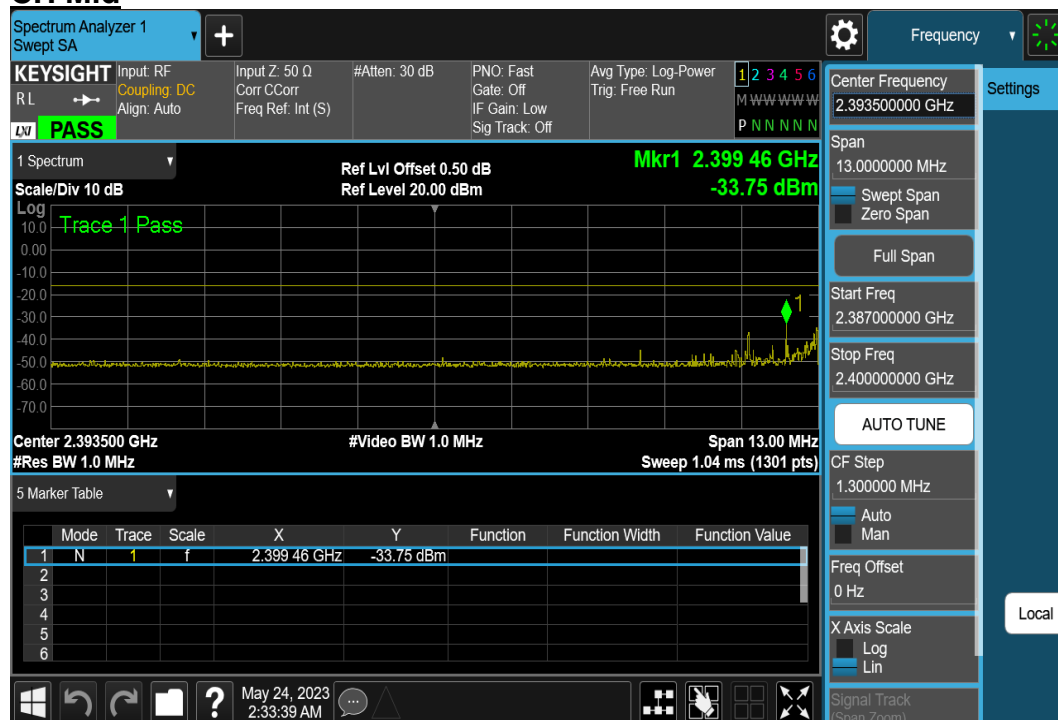 CH Mid
Spectrum Analyzer 1
Swept SA
Frequency
KEYSIGHT
Input: RF
Input Z: 50 Ω
#Atten: 30 dB
PNO: Fast
Avg Type: Log-Power
1 2 3 4 5 6
R L
Coupling: DC
Corr CCorr
Gate: Off
Trig: Free Run
M W W W W W
Align: Auto
Freq Ref: Int (S)
IF Gain: Low
LXI
PASS
Sig Track: Off
P N N N N N
1 Spectrum
Ref Lvl Offset 0.50 dB
Mkr1 2.399 46 GHz
Scale/Div 10 dB
Ref Level 20.00 dBm
-33.75 dBm
Log
Trace 1 Pass
10.0
0.00
-10.0
-20.0
1
-30.0
-40.0
-50.0
-60.0
-70.0
Center 2.393500 GHz
#Video BW 1.0 MHz
Span 13.00 MHz
#Res BW 1.0 MHz
Sweep 1.04 ms (1301 pts)
5 Marker Table
Mode Trace Scale X Y Function Function Width Function Value
1 N 1 f 2.399 46 GHz -33.75 dBm
2
3
4
5
6
?
May 24, 2023
2:33:39 AM
Center Frequency
2.393500000 GHz
Settings
Span
13.0000000 MHz
Swept Span
Zero Span
Full Span
Start Freq
2.387000000 GHz
Stop Freq
2.400000000 GHz
AUTO TUNE
CF Step
1.300000 MHz
Auto
Man
Freq Offset
0 Hz
Local
X Axis Scale
Log
Lin
Signal Track
(Span Zoom)